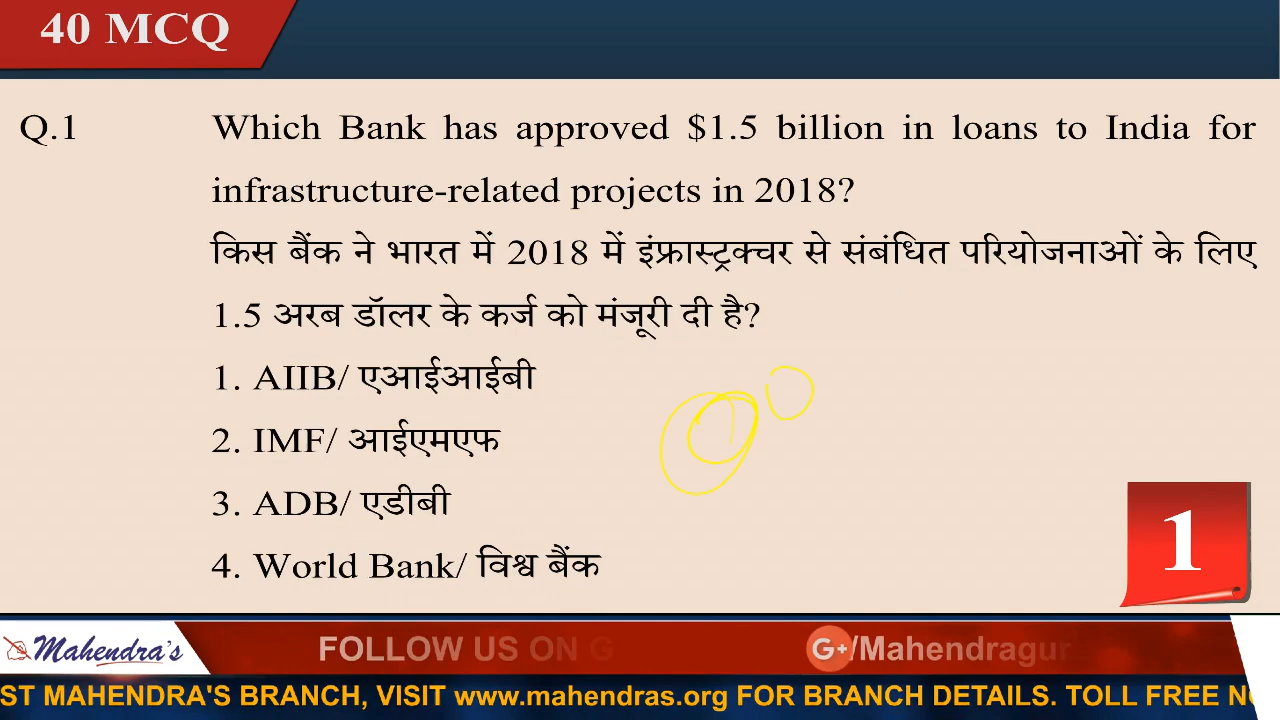 40 MCQ
Q.1 Which Bank has approved $1.5 billion in loans to India for
infrastructure-related projects in 2018?
किस बैंक ने भारत में 2018 में इंफ्रास्ट्रक्चर से संबंधित परियोजनाओं के लिए
1.5 अरब डॉलर के कर्ज को मंजूरी दी है?
1. AIIB/ एआईआईबी
2. IMF/ आईएमएफ
3. ADB/ एडीबी
4. World Bank/ विश्व बैंक
1
Mahendra's
FOLLOW US ON G
G+/Mahendragur
ST MAHENDRA'S BRANCH, VISIT www.mahendras.org FOR BRANCH DETAILS. TOLL FREE